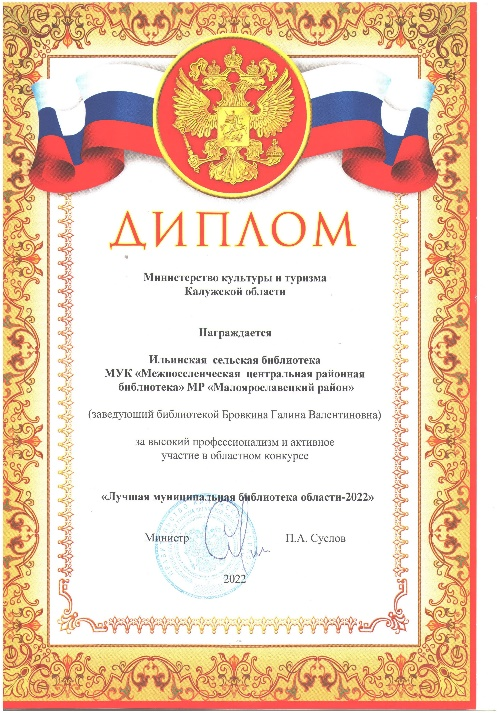 ДИПЛОМ
Министерство культуры и туризма
Калужской области
Награждается
Ильинская сельская библиотека
МУК «Межпоселенческая центральная районная
библиотека» МР «Малоярославецкий район»
(заведующий библиотекой Бровкина Галина Валентиновна)
за высокий профессионализм и активное
участие в областном конкурсе
«Лучшая муниципальная библиотека области-2022»
Министр П.А. Суслов
2022